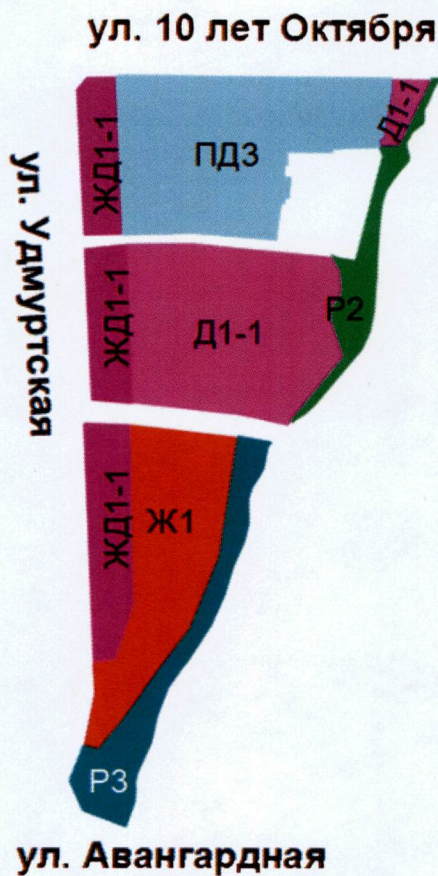 ул. 10 лет Октября
ул. Удмуртская
ЖД1-1
ПД3
Д1-1
ЖД1-1
Д1-1
Р2
ЖД1-1
Ж1
Р3
ул. Авангардная